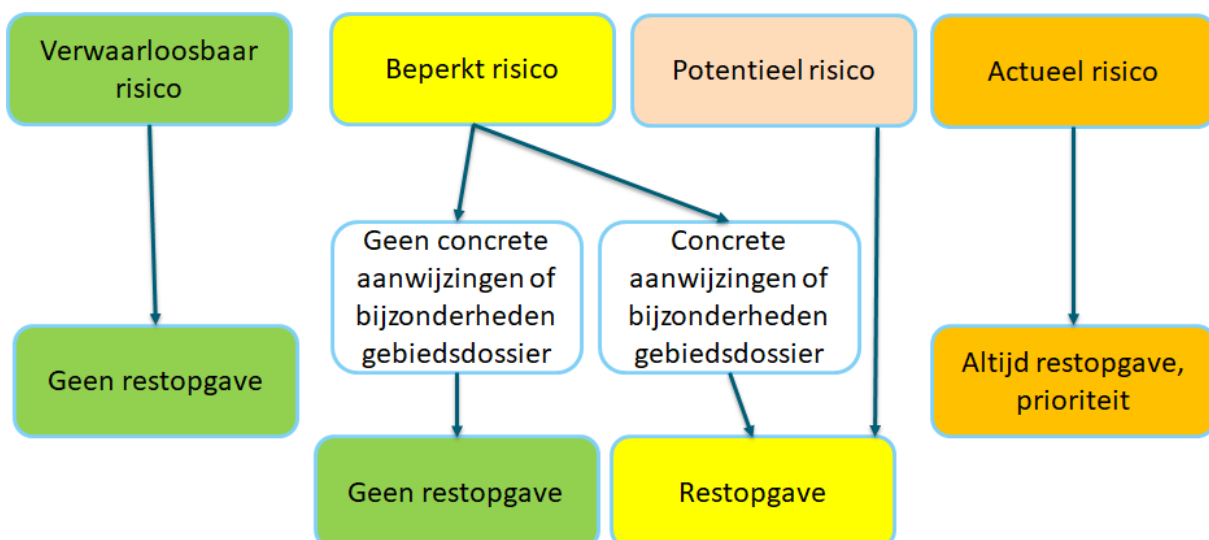 Verwaarloosbaar
risico
Beperkt risico
Potentieel risico
Actueel risico
Geen concrete
aanwijzingen of
bijzonderheden
gebiedsdossier
Concrete
aanwijzingen of
bijzonderheden
gebiedsdossier
Geen restopgave
Altijd restopgave,
prioriteit
Geen restopgave
Restopgave